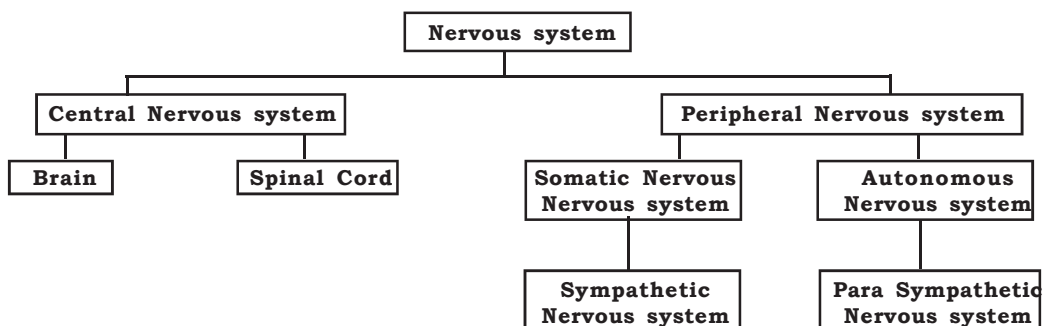 Nervous system
Central Nervous system
Peripheral Nervous system
Brain
Spinal Cord
Somatic Nervous
Nervous system
Autonomous
Nervous system
Sympathetic
Nervous system
Para Sympathetic
Nervous system